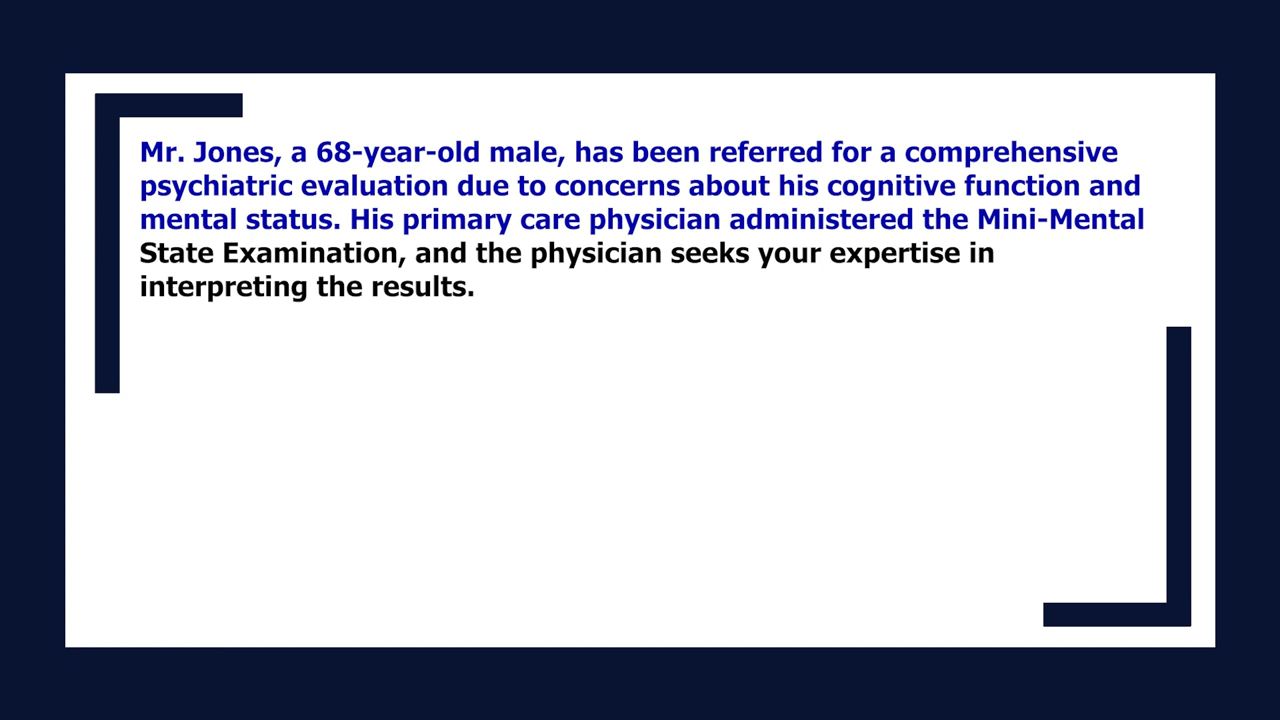 Mr. Jones, a 68-year-old male, has been referred for a comprehensive
psychiatric evaluation due to concerns about his cognitive function and
mental status. His primary care physician administered the Mini-Mental
State Examination, and the physician seeks your expertise in
interpreting the results.